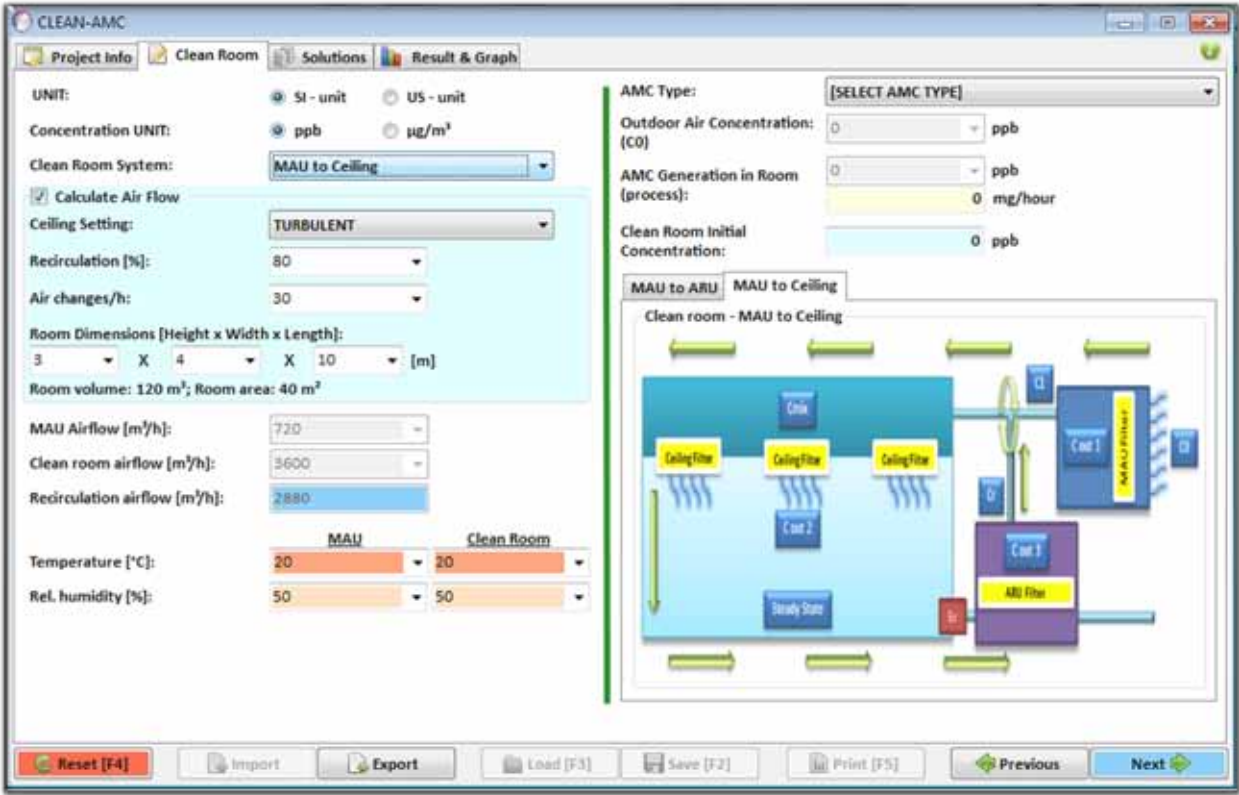 CLEAN-AMC
Project Info Clean Room Solutions Result & Graph
UNIT: SI - unit US - unit
Concentration UNIT: ppb µg/m³
Clean Room System: MAU to Ceiling
Calculate Air Flow
Ceiling Setting: TURBULENT
Recirculation [%]: 80
Air changes/h: 30
Room Dimensions [Height x Width x Length]:
3 X 4 X 10 [m]
Room volume: 120 m³; Room area: 40 m²
MAU Airflow [m³/h]: 720
Clean room airflow [m³/h]: 3600
Recirculation airflow [m³/h]: 2880
MAU Clean Room
Temperature [°C]: 20 20
Rel. humidity [%]: 50 50
AMC Type: [SELECT AMC TYPE]
Outdoor Air Concentration: 0 ppb
(C0)
AMC Generation in Room 0 ppb
(process): 0 mg/hour
Clean Room Initial 0 ppb
Concentration:
MAU to ARU MAU to Ceiling
Clean room - MAU to Ceiling
Cmix
C1
Ceiling Filter Ceiling Filter Ceiling Filter
C out 1 MAU Filter C0
Cr
C out 2
C out 3
ARU Filter
Steady State
Reset [F4] Import Export Load [F3] Save [F2] Print [F5] Previous Next